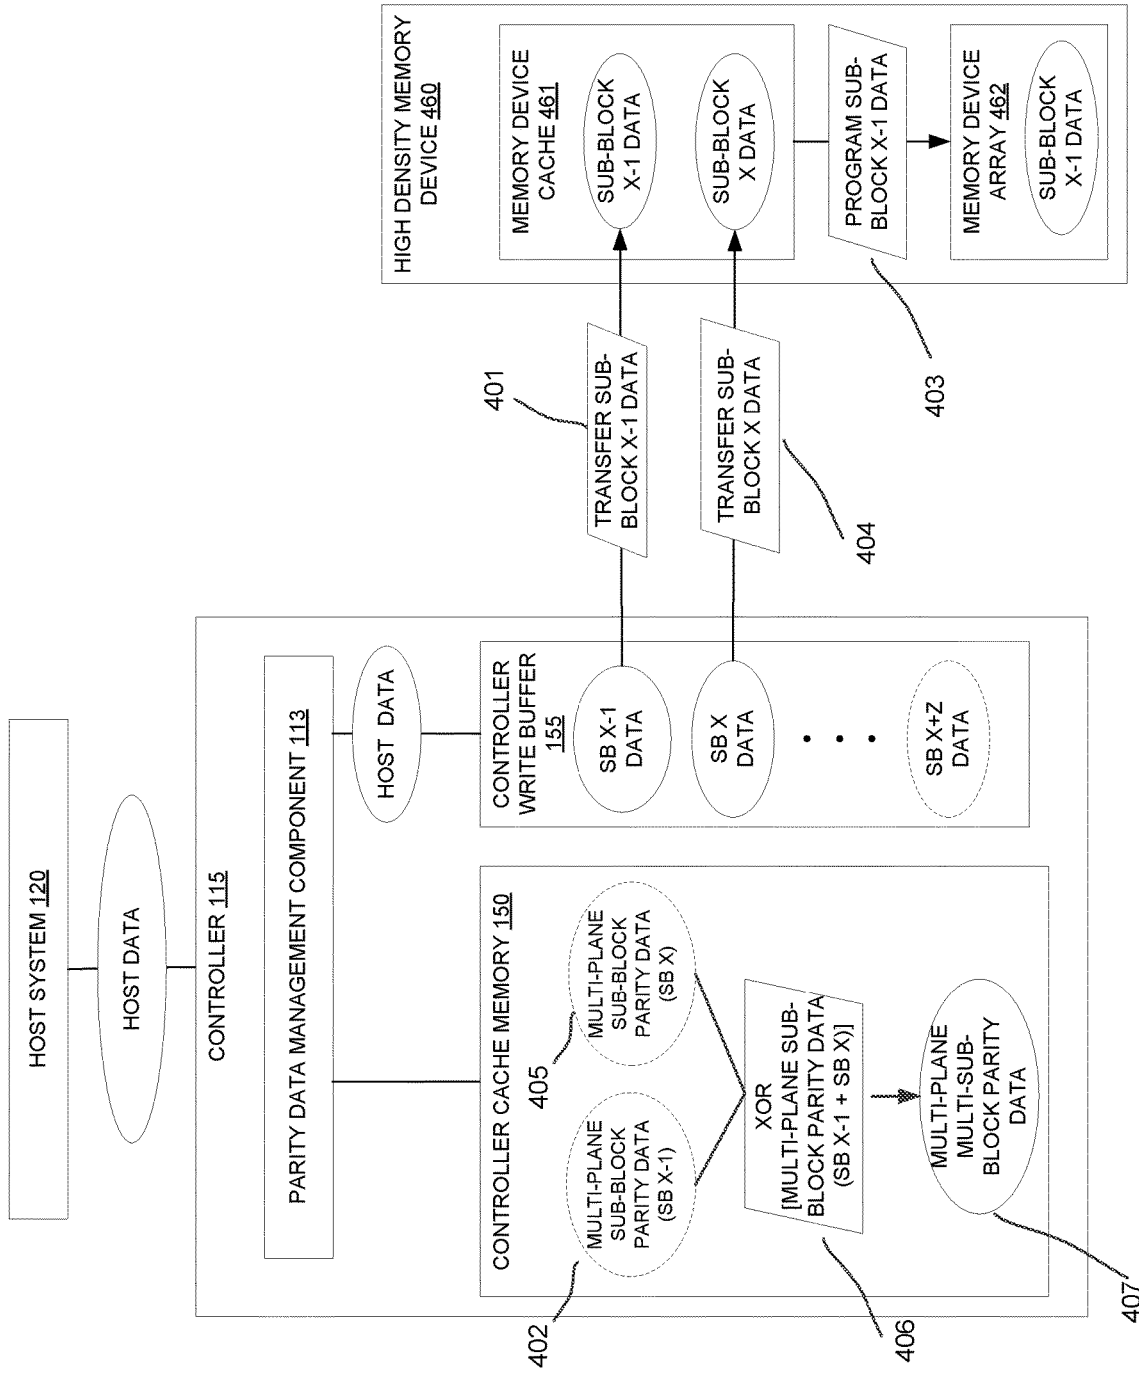 HOST SYSTEM 120
HOST DATA
CONTROLLER 115
PARITY DATA MANAGEMENT COMPONENT 113
HOST DATA
CONTROLLER CACHE MEMORY 150
402
MULTI-PLANE
SUB-BLOCK
PARITY DATA
(SB X-1)
405
MULTI-PLANE
SUB-BLOCK
PARITY DATA
(SB X)
XOR
[MULTI-PLANE SUB-
BLOCK PARITY DATA
(SB X-1 + SB X)]
406
MULTI-PLANE
MULTI-SUB-
BLOCK PARITY
DATA
407
CONTROLLER
WRITE BUFFER
155
SB X-1
DATA
SB X
DATA
SB X+Z
DATA
401
TRANSFER SUB-
BLOCK X-1 DATA
TRANSFER SUB-
BLOCK X DATA
404
HIGH DENSITY MEMORY
DEVICE 460
MEMORY DEVICE
CACHE 461
SUB-BLOCK
X-1 DATA
SUB-BLOCK
X DATA
PROGRAM SUB-
BLOCK X-1 DATA
403
MEMORY DEVICE
ARRAY 462
SUB-BLOCK
X-1 DATA